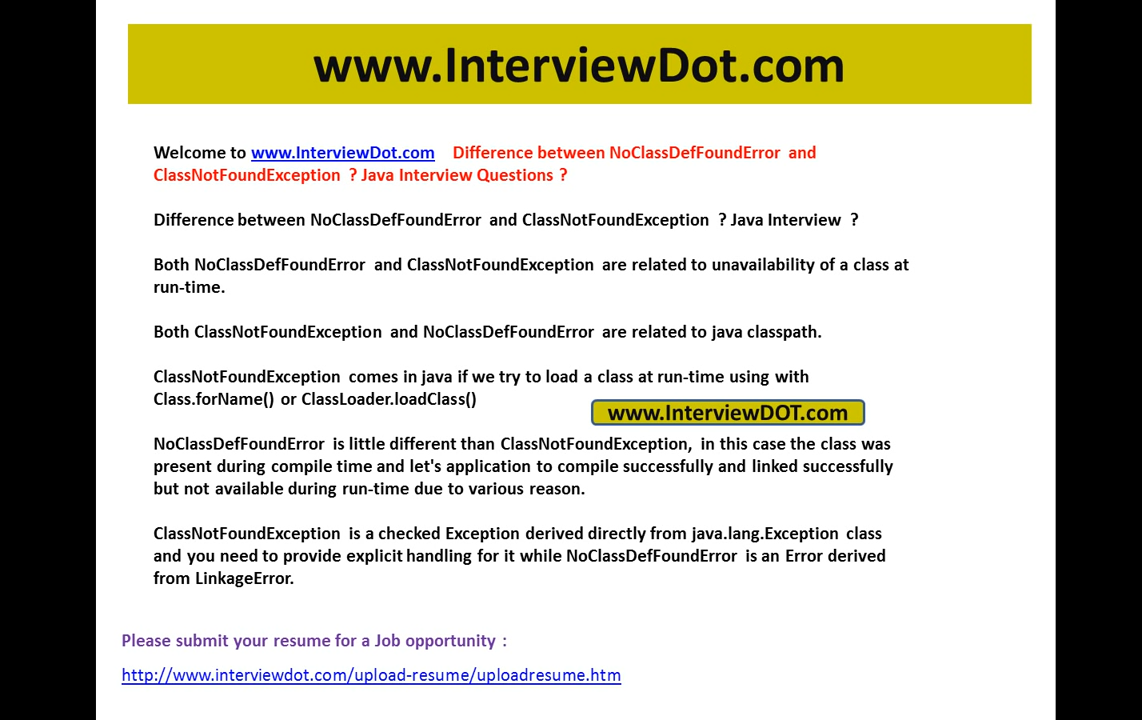 www.InterviewDot.com
Welcome to www.InterviewDot.com Difference between NoClassDefFoundError and
ClassNotFoundException ? Java Interview Questions ?
Difference between NoClassDefFoundError and ClassNotFoundException ? Java Interview ?
Both NoClassDefFoundError and ClassNotFoundException are related to unavailability of a class at
run-time.
Both ClassNotFoundException and NoClassDefFoundError are related to java classpath.
ClassNotFoundException comes in java if we try to load a class at run-time using with
Class.forName() or ClassLoader.loadClass()
www.InterviewDOT.com
NoClassDefFoundError is little different than ClassNotFoundException, in this case the class was
present during compile time and let's application to compile successfully and linked successfully
but not available during run-time due to various reason.
ClassNotFoundException is a checked Exception derived directly from java.lang.Exception class
and you need to provide explicit handling for it while NoClassDefFoundError is an Error derived
from LinkageError.
Please submit your resume for a Job opportunity :
http://www.interviewdot.com/upload-resume/uploadresume.htm